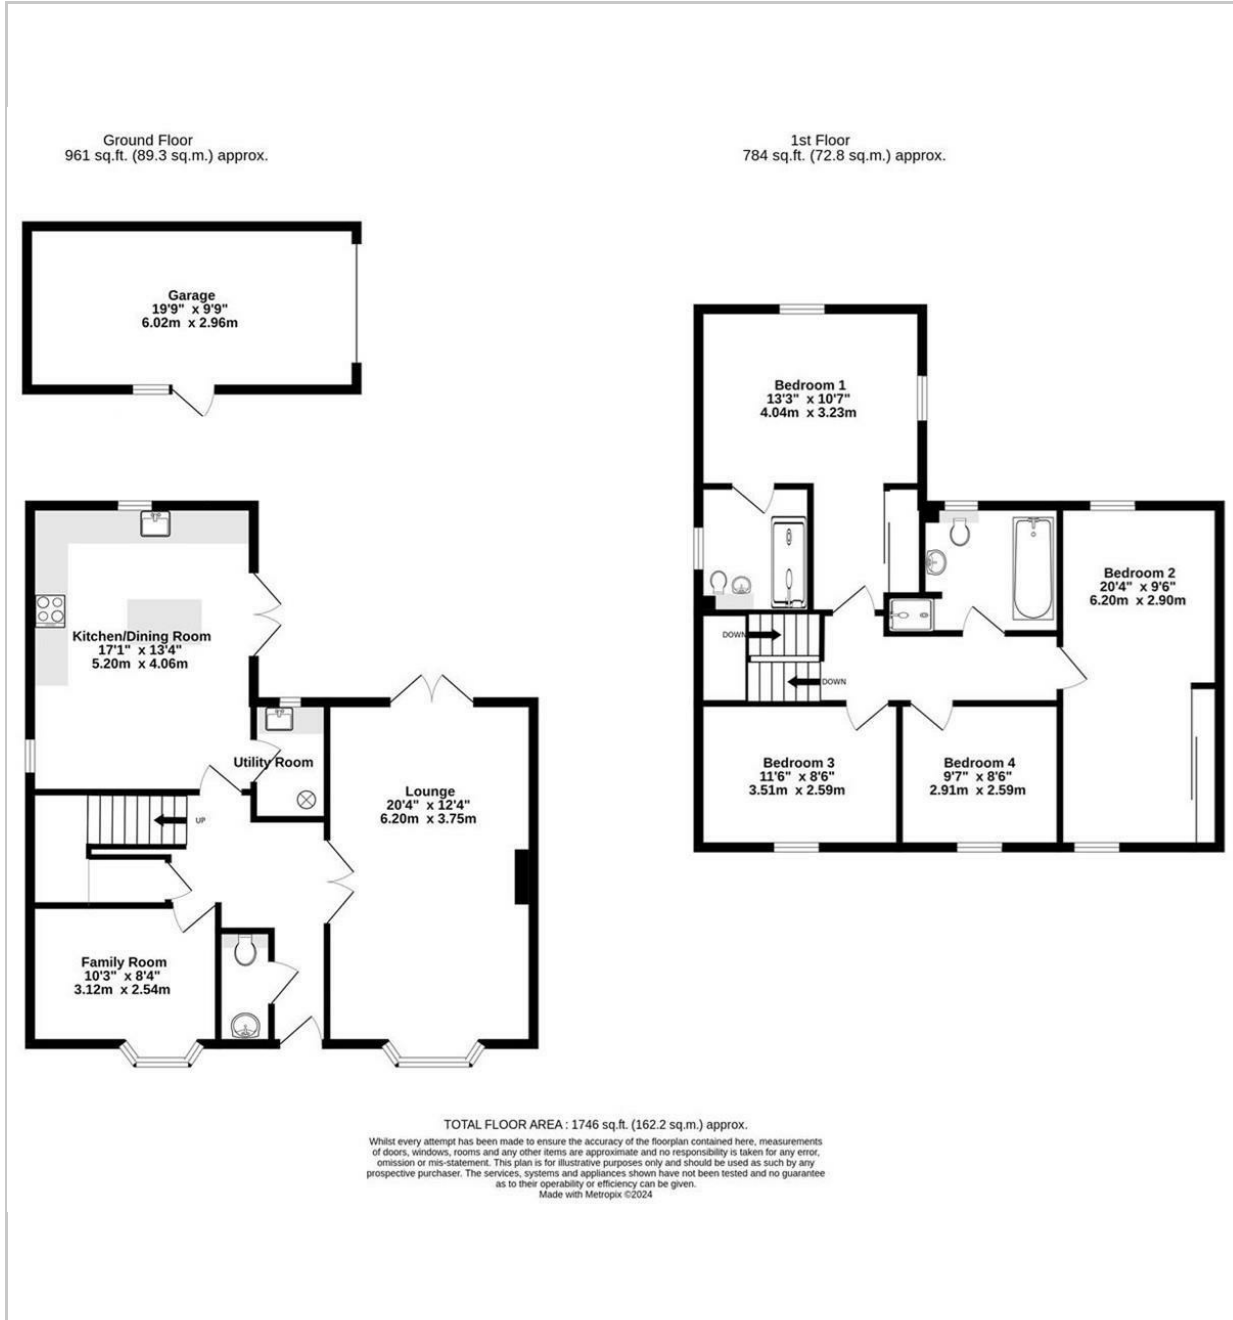 Ground Floor
961 sq.ft. (89.3 sq.m.) approx.
1st Floor
784 sq.ft. (72.8 sq.m.) approx.
Garage
19'9" x 9'9"
6.02m x 2.96m
Bedroom 1
13'3" x 10'7"
4.04m x 3.23m
Kitchen/Dining Room
17'1" x 13'4"
5.20m x 4.06m
Bedroom 2
20'4" x 9'6"
6.20m x 2.90m
DOWN
DOWN
Utility Room
Lounge
20'4" x 12'4"
6.20m x 3.75m
UP
Bedroom 3
11'6" x 8'6"
3.51m x 2.59m
Bedroom 4
9'7" x 8'6"
2.91m x 2.59m
Family Room
10'3" x 8'4"
3.12m x 2.54m
TOTAL FLOOR AREA : 1746 sq.ft. (162.2 sq.m.) approx.
Whilst every attempt has been made to ensure the accuracy of the floorplan contained here, measurements
of doors, windows, rooms and any other items are approximate and no responsibility is taken for any error,
omission or mis-statement. This plan is for illustrative purposes only and should be used as such by any
prospective purchaser. The services, systems and appliances shown have not been tested and no guarantee
as to their operability or efficiency can be given.
Made with Metropix ©2024